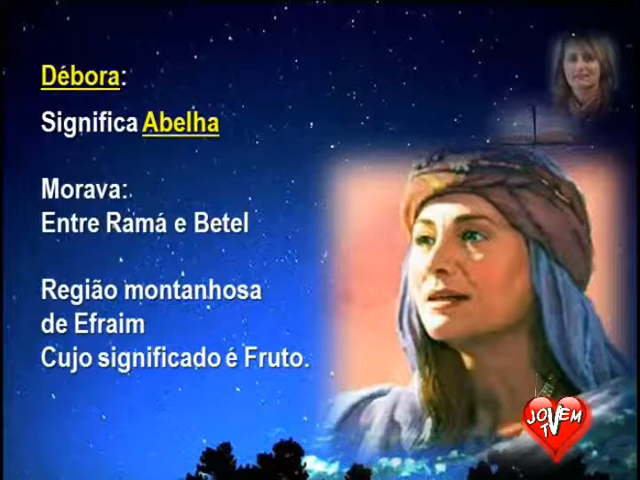 Débora:
Significa Abelha
Morava:
Entre Ramá e Betel
Região montanhosa
de Efraim
Cujo significado é Fruto.
JOVEM
TV